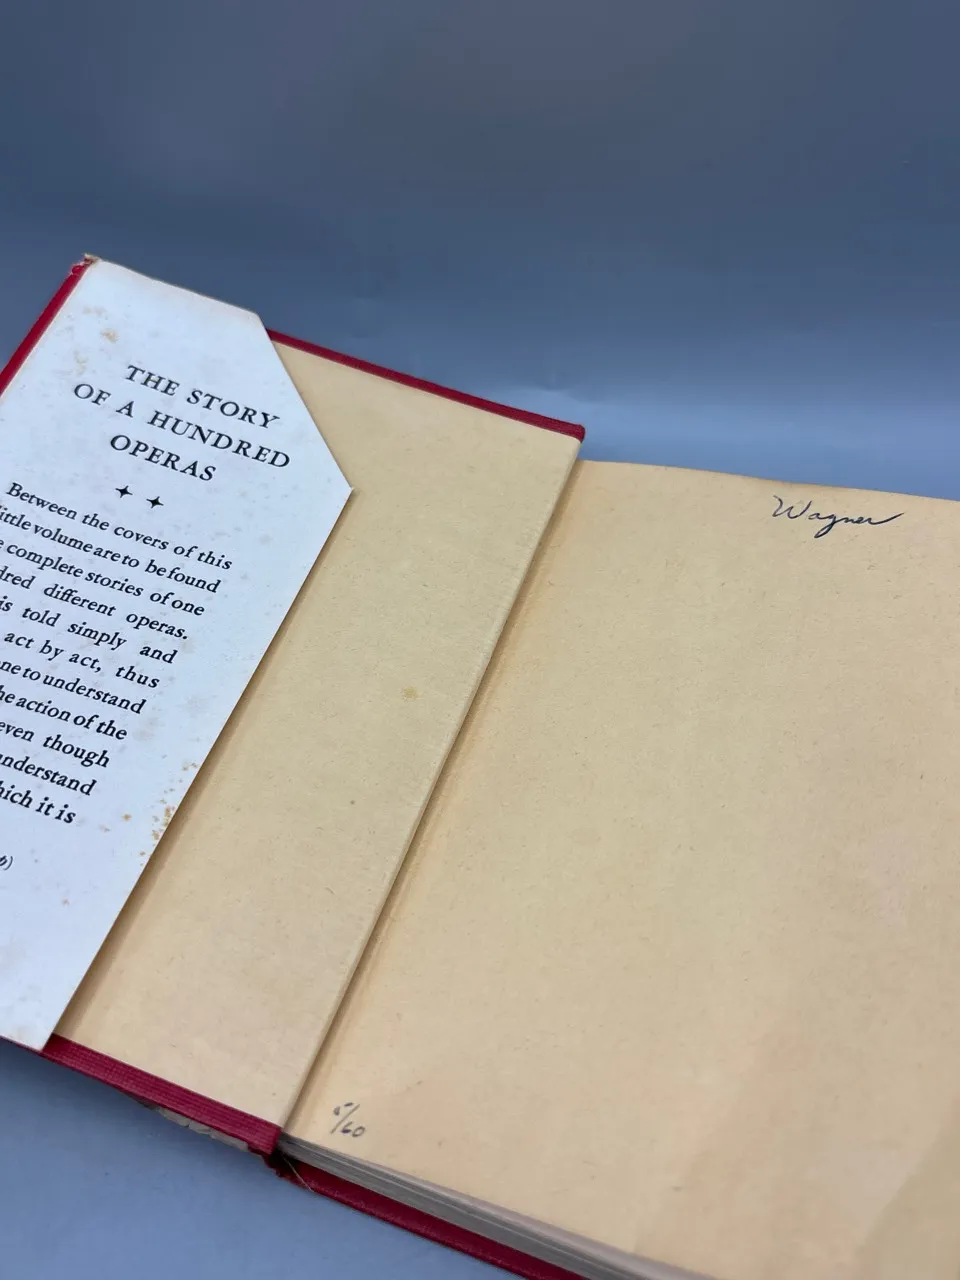 THE STORY
OF A HUNDRED
OPERAS
Between the covers of this
little volume are to be found
complete stories of one
different operas.
is told simply and
act by act, thus
to understand
action of the
even though
understand
which it is
Wagner
/60